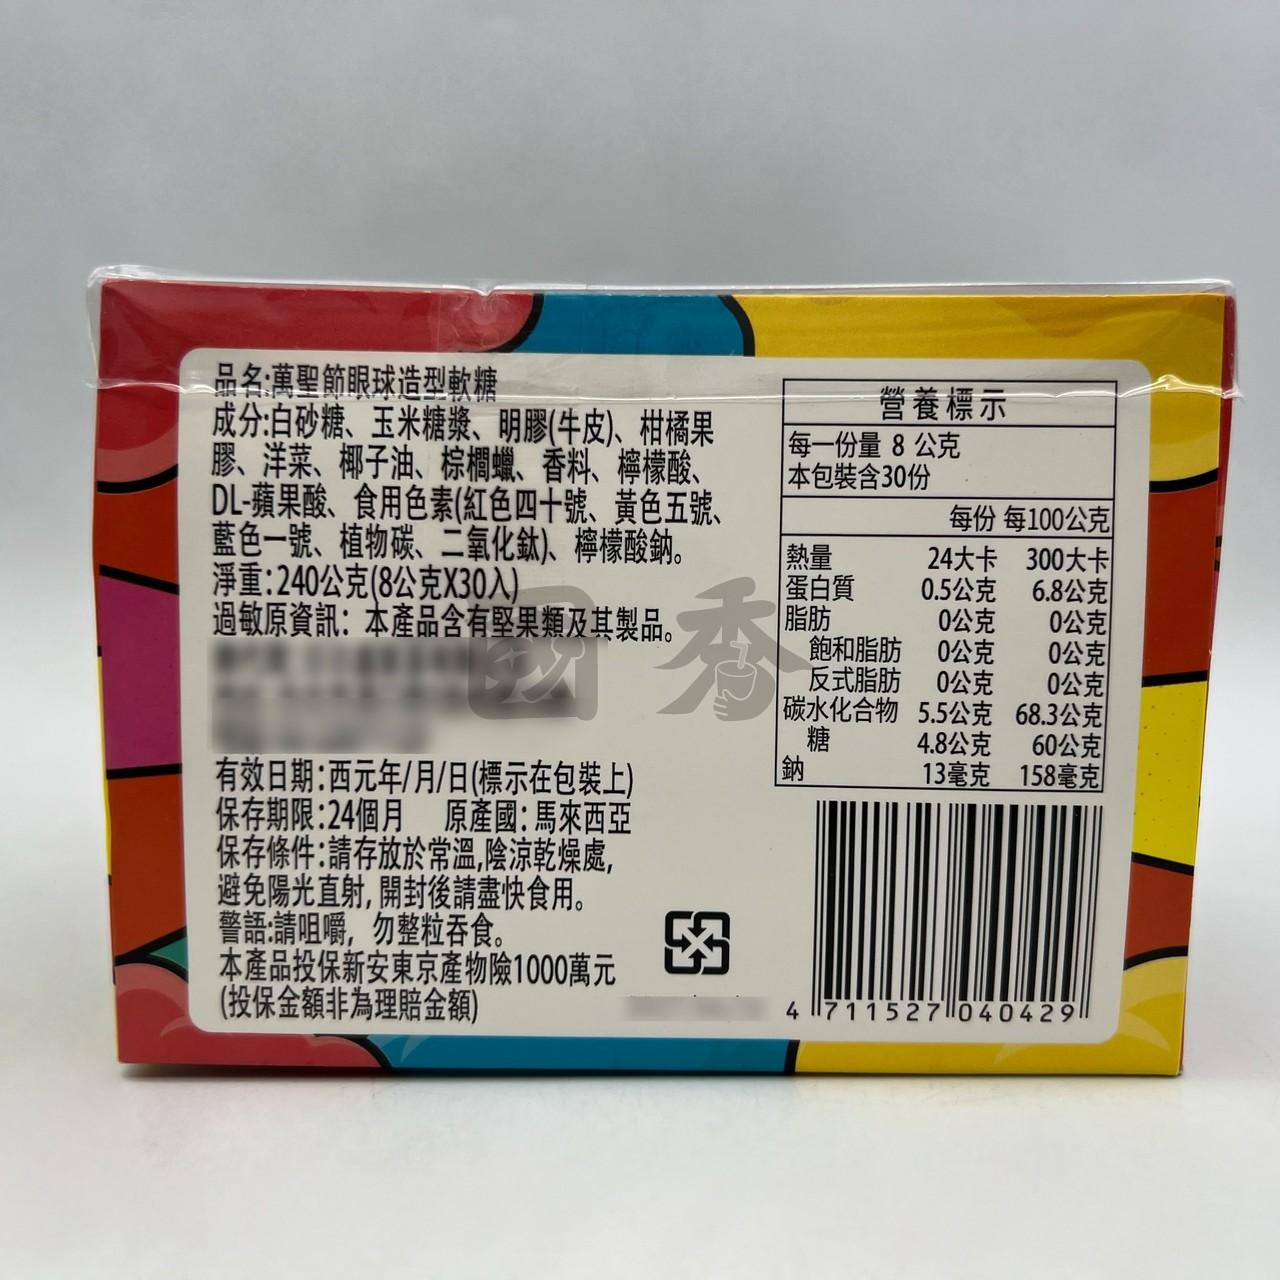 品名:萬聖節眼球造型軟糖
成分:白砂糖、玉米糖漿、明膠(牛皮)、柑橘果
膠、洋菜、椰子油、棕櫚蠟、香料、檸檬酸、
DL-蘋果酸、食用色素(紅色四十號、黃色五號、
藍色一號、植物碳、二氧化鈦)、檸檬酸鈉。
淨重:240公克(8公克X30入)
過敏原資訊:本產品含有堅果類及其製品。
國香
有效日期:西元年/月/日(標示在包裝上)
保存期限:24個月 原產國:馬來西亞
保存條件:請存放於常溫,陰涼乾燥處,
避免陽光直射,開封後請盡快食用。
警語:請咀嚼,勿整粒吞食。
本產品投保新安東京產物險1000萬元
(投保金額非為理賠金額)
營養標示
每一份量 8 公克
本包裝含30份
每份 每100公克
熱量 24大卡 300大卡
蛋白質 0.5公克 6.8公克
脂肪 0公克 0公克
飽和脂肪 0公克 0公克
反式脂肪 0公克 0公克
碳水化合物 5.5公克 68.3公克
糖 4.8公克 60公克
鈉 13毫克 158毫克
4 711527 040429